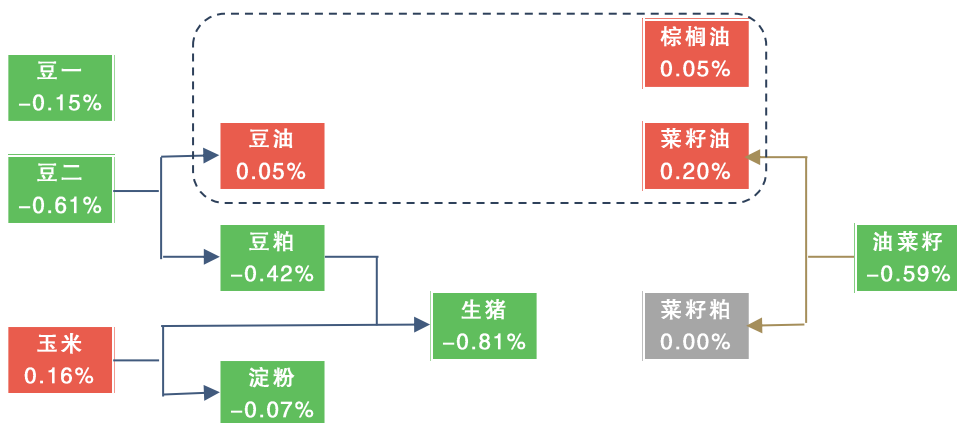 棕榈油
0.05%
豆一
-0.15%
豆油
0.05%
菜籽油
0.20%
豆二
-0.61%
豆粕
-0.42%
油菜籽
-0.59%
生猪
-0.81%
菜籽粕
0.00%
玉米
0.16%
淀粉
-0.07%